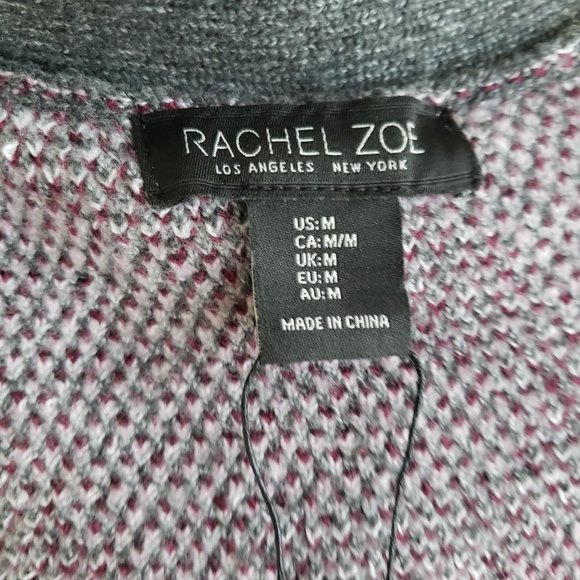 RACHEL ZOE
LOS ANGELES NEW YORK
US: M
CA: M/M
UK: M
EU: M
AU: M
MADE IN CHINA